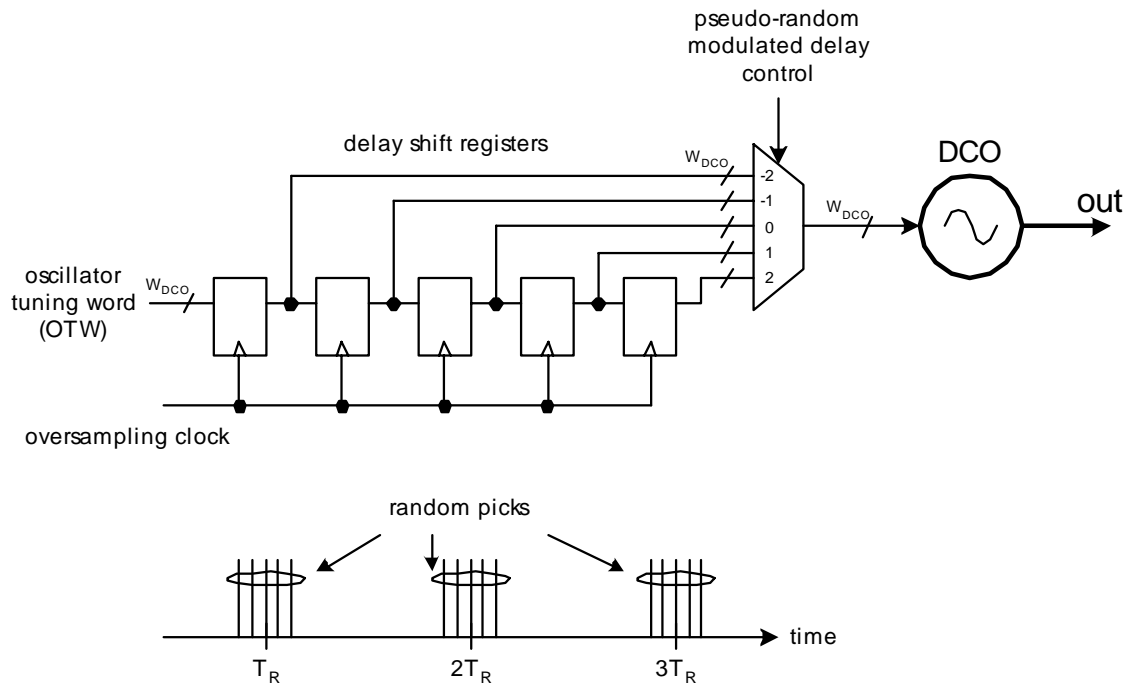 pseudo-random
modulated delay
control
delay shift registers
W_DCO
-2
-1
0
1
2
W_DCO
DCO
out
oscillator
tuning word
(OTW)
W_DCO
oversampling clock
random picks
time
T_R
2T_R
3T_R